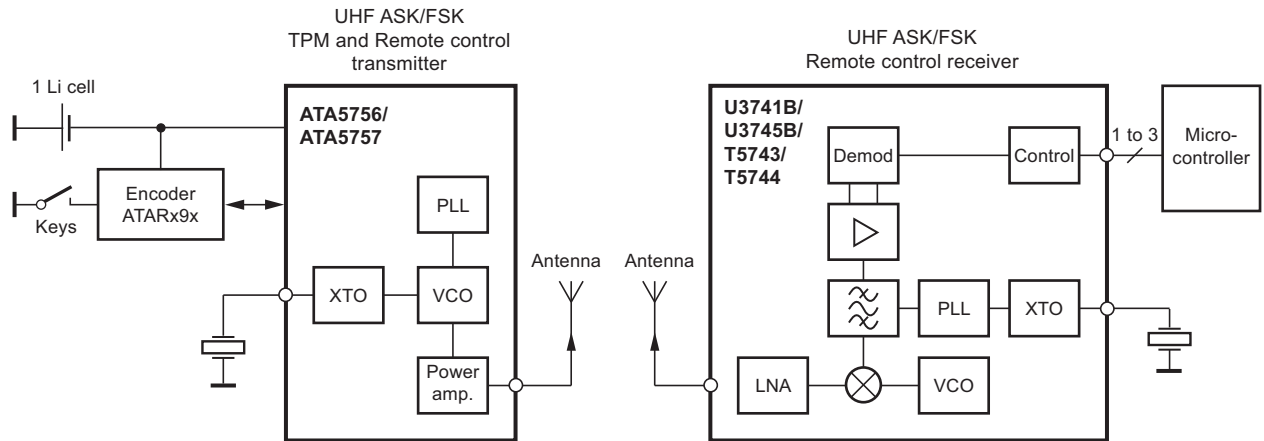 UHF ASK/FSK
TPM and Remote control
transmitter
1 Li cell
ATA5756/
ATA5757
Encoder
ATARx9x
Keys
PLL
XTO
VCO
Power
amp.
Antenna
Antenna
UHF ASK/FSK
Remote control receiver
U3741B/
U3745B/
T5743/
T5744
Demod
Control
1 to 3
Micro-
controller
PLL
XTO
LNA
VCO